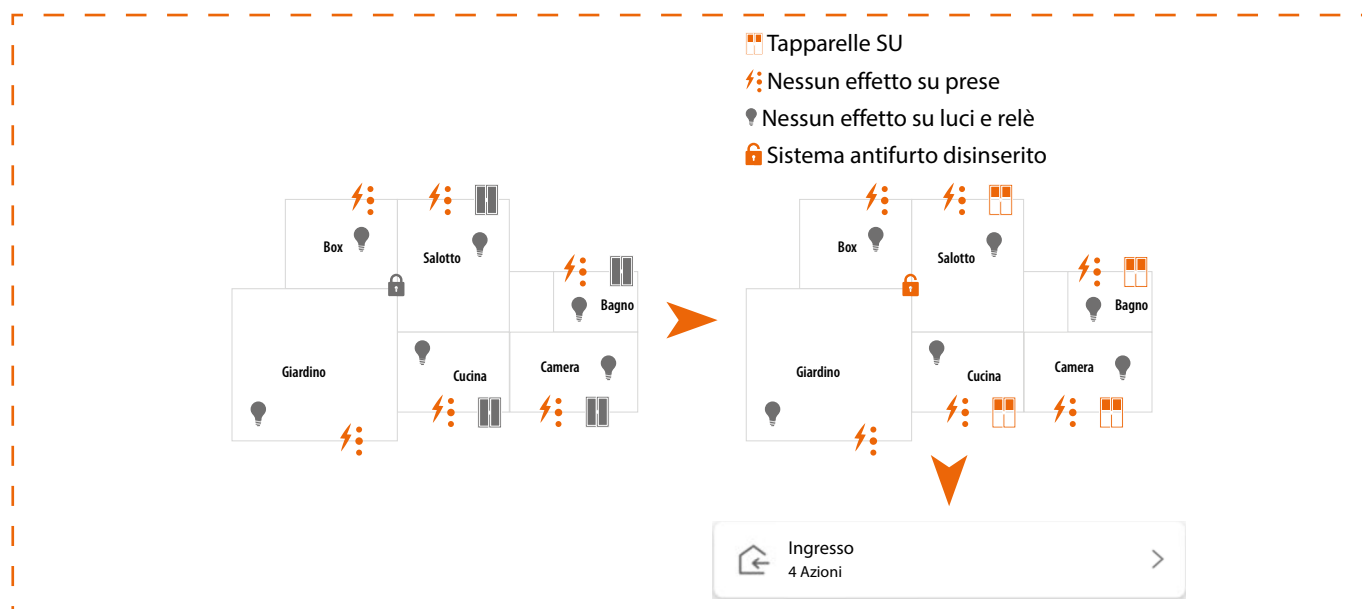 Tapparelle SU
Nessun effetto su prese
Nessun effetto su luci e relè
Sistema antifurto disinserito
Box
Salotto
Bagno
Giardino
Cucina
Camera
Box
Salotto
Bagno
Giardino
Cucina
Camera
Ingresso
4 Azioni